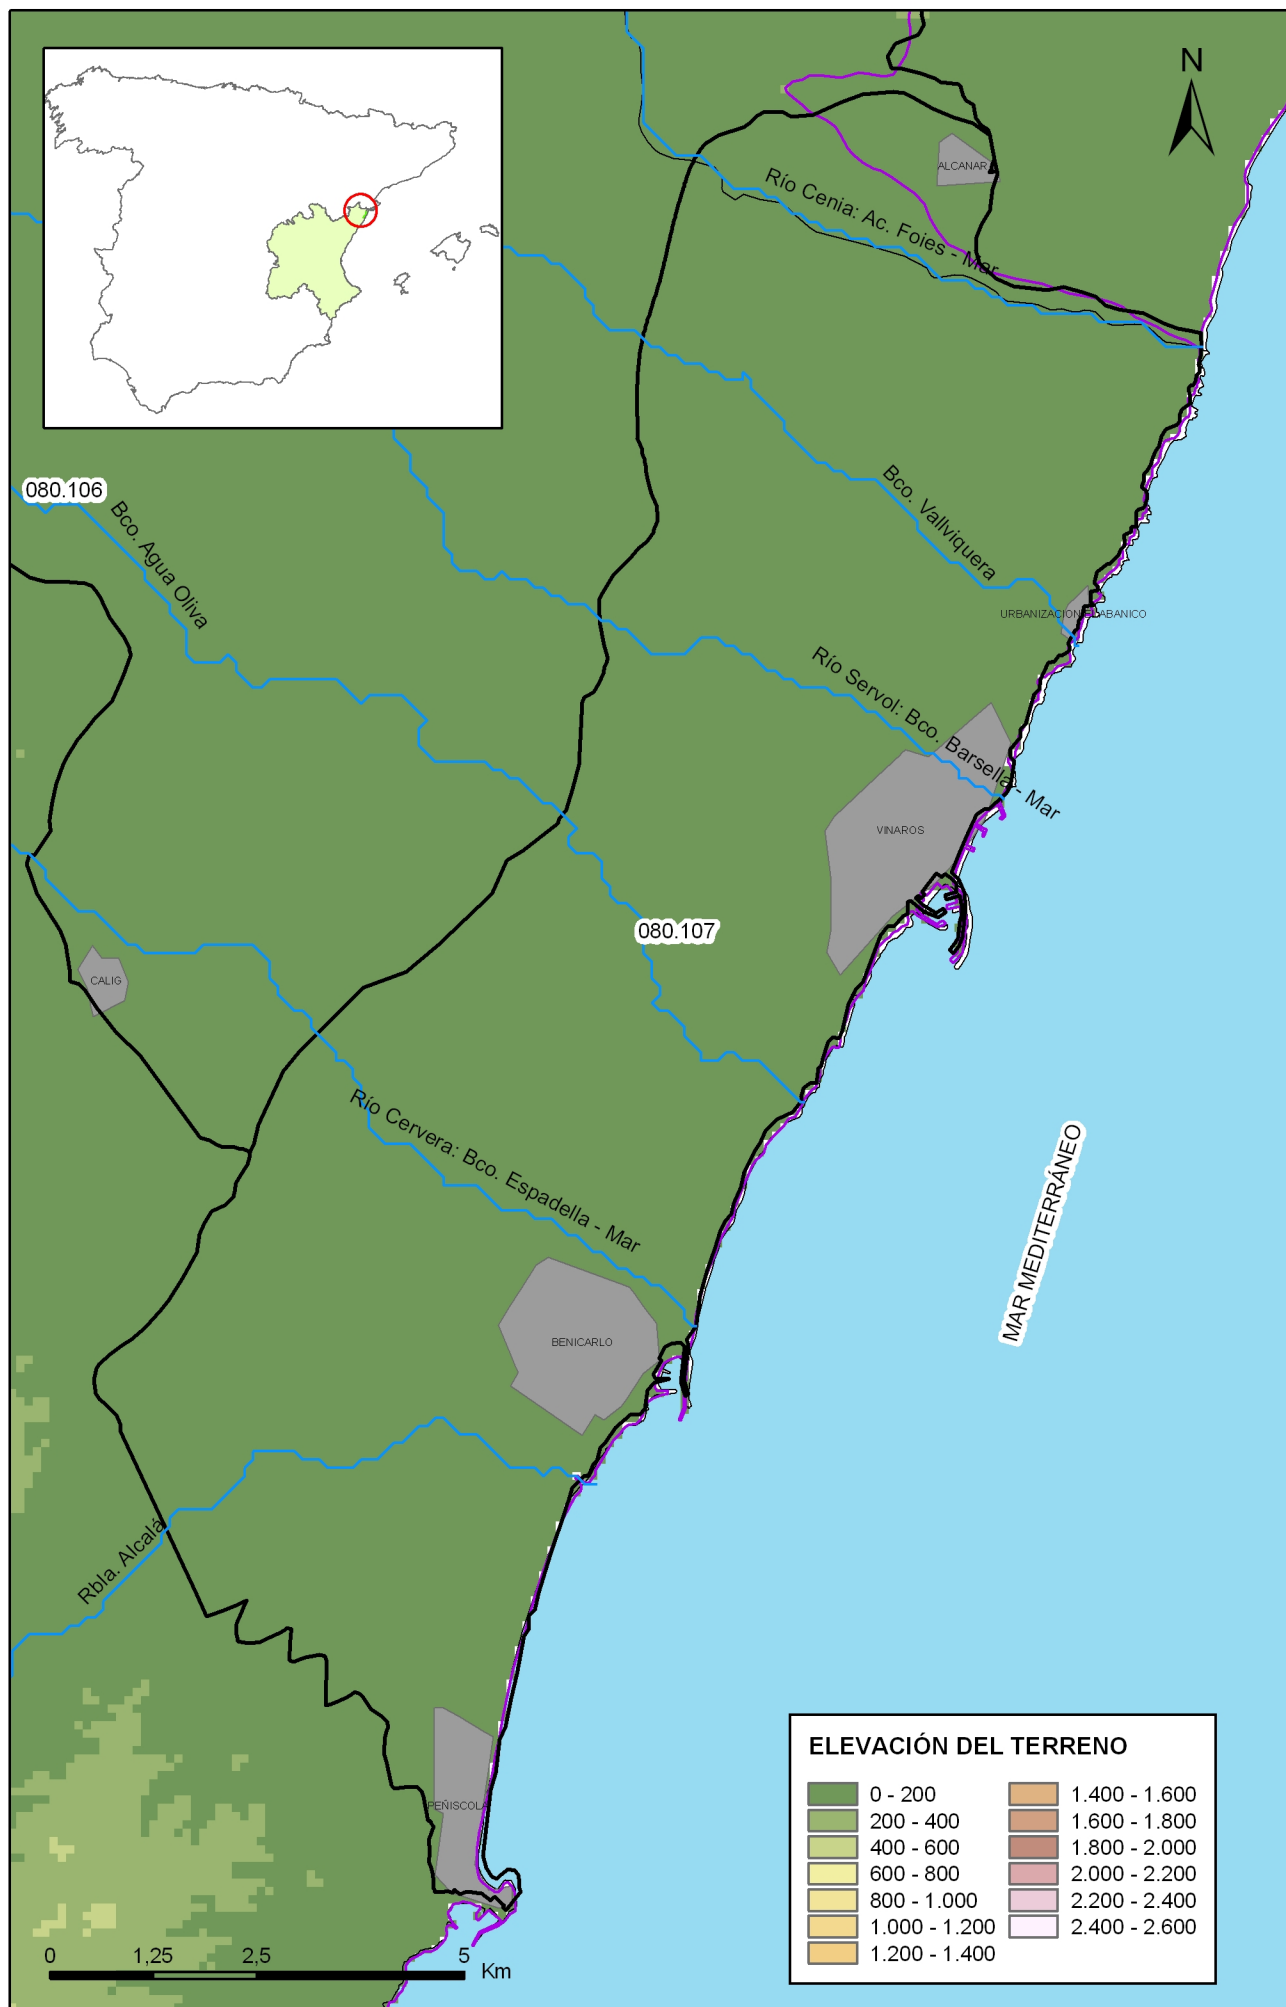 N
ALCANAR
Río Cenia: Ac. Foies - Mar
080.106
Bco. Agua Oliva
Bco. Vallviquera
Río Servol: Bco. Barsella - Mar
VINAROS
080.107
CALIG
Río Cervera: Bco. Espadella - Mar
MAR MEDITERRÁNEO
BENICARLO
Rbla. Alcalá
PEÑISCOLA
ELEVACIÓN DEL TERRENO
0 - 200
200 - 400
400 - 600
600 - 800
800 - 1.000
1.000 - 1.200
1.200 - 1.400
1.400 - 1.600
1.600 - 1.800
1.800 - 2.000
2.000 - 2.200
2.200 - 2.400
2.400 - 2.600
0 1,25 2,5 5
Km
URBANIZACION